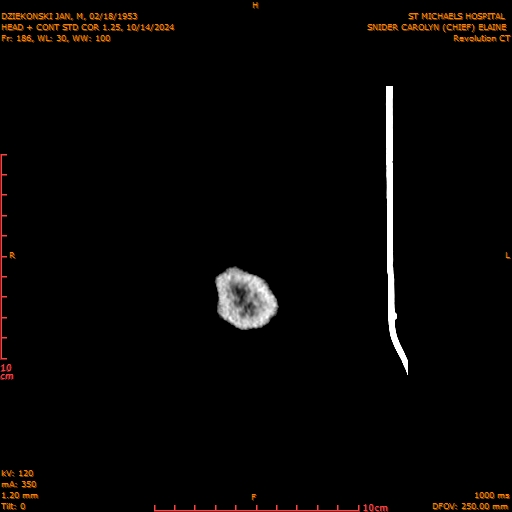 H
DZIEKONSKI JAN, M, 02/18/1953
HEAD + CONT STD COR 1.25, 10/14/2024
Fr: 186, WL: 30, WW: 100
ST MICHAELS HOSPITAL
SNIDER CAROLYN (CHIEF) ELAINE
Revolution CT
R
L
10
cm
kV: 120
mA: 350
1.20 mm
Tilt: 0
F
10cm
1000 ms
DFOV: 250.00 mm